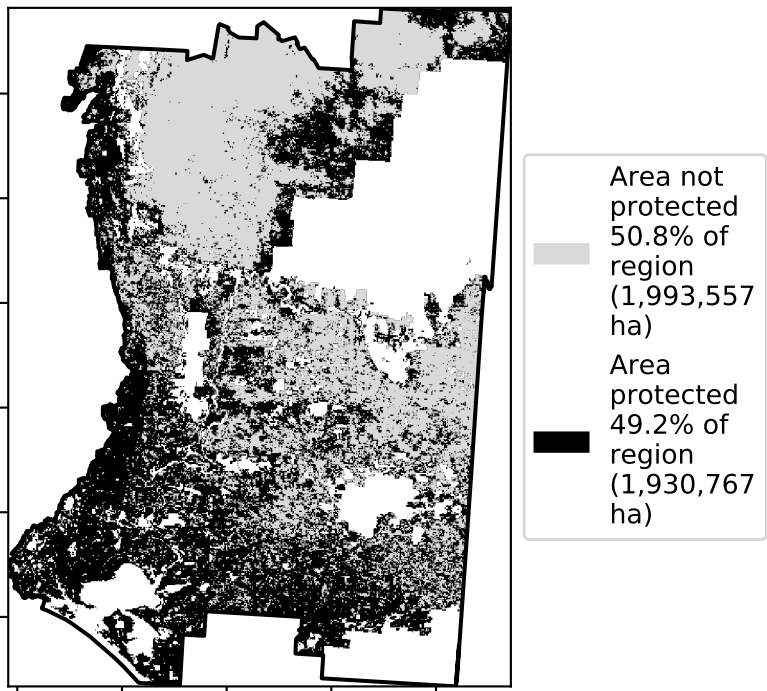 Area not
protected
50.8% of
region
(1,993,557
ha)
Area
protected
49.2% of
region
(1,930,767
ha)